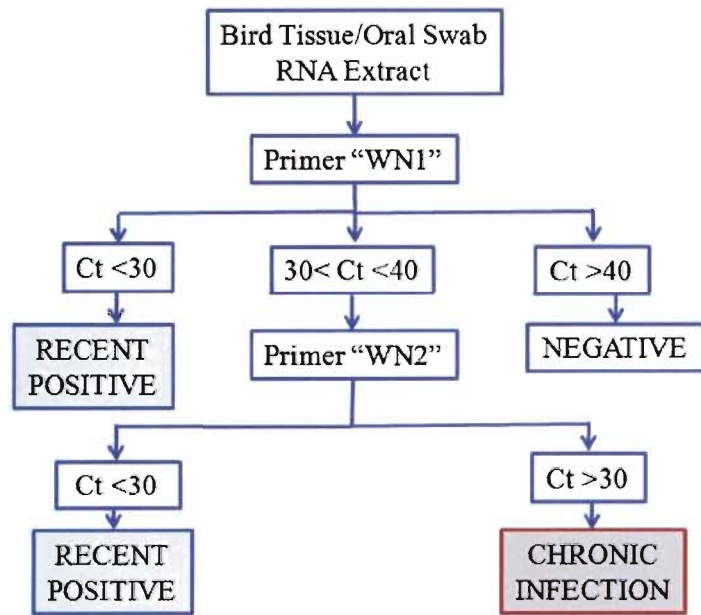 Bird Tissue/Oral Swab
RNA Extract
Primer “WN1”
Ct <30
30< Ct <40
Ct >40
RECENT
POSITIVE
Primer “WN2”
NEGATIVE
Ct <30
Ct >30
RECENT
POSITIVE
CHRONIC
INFECTION